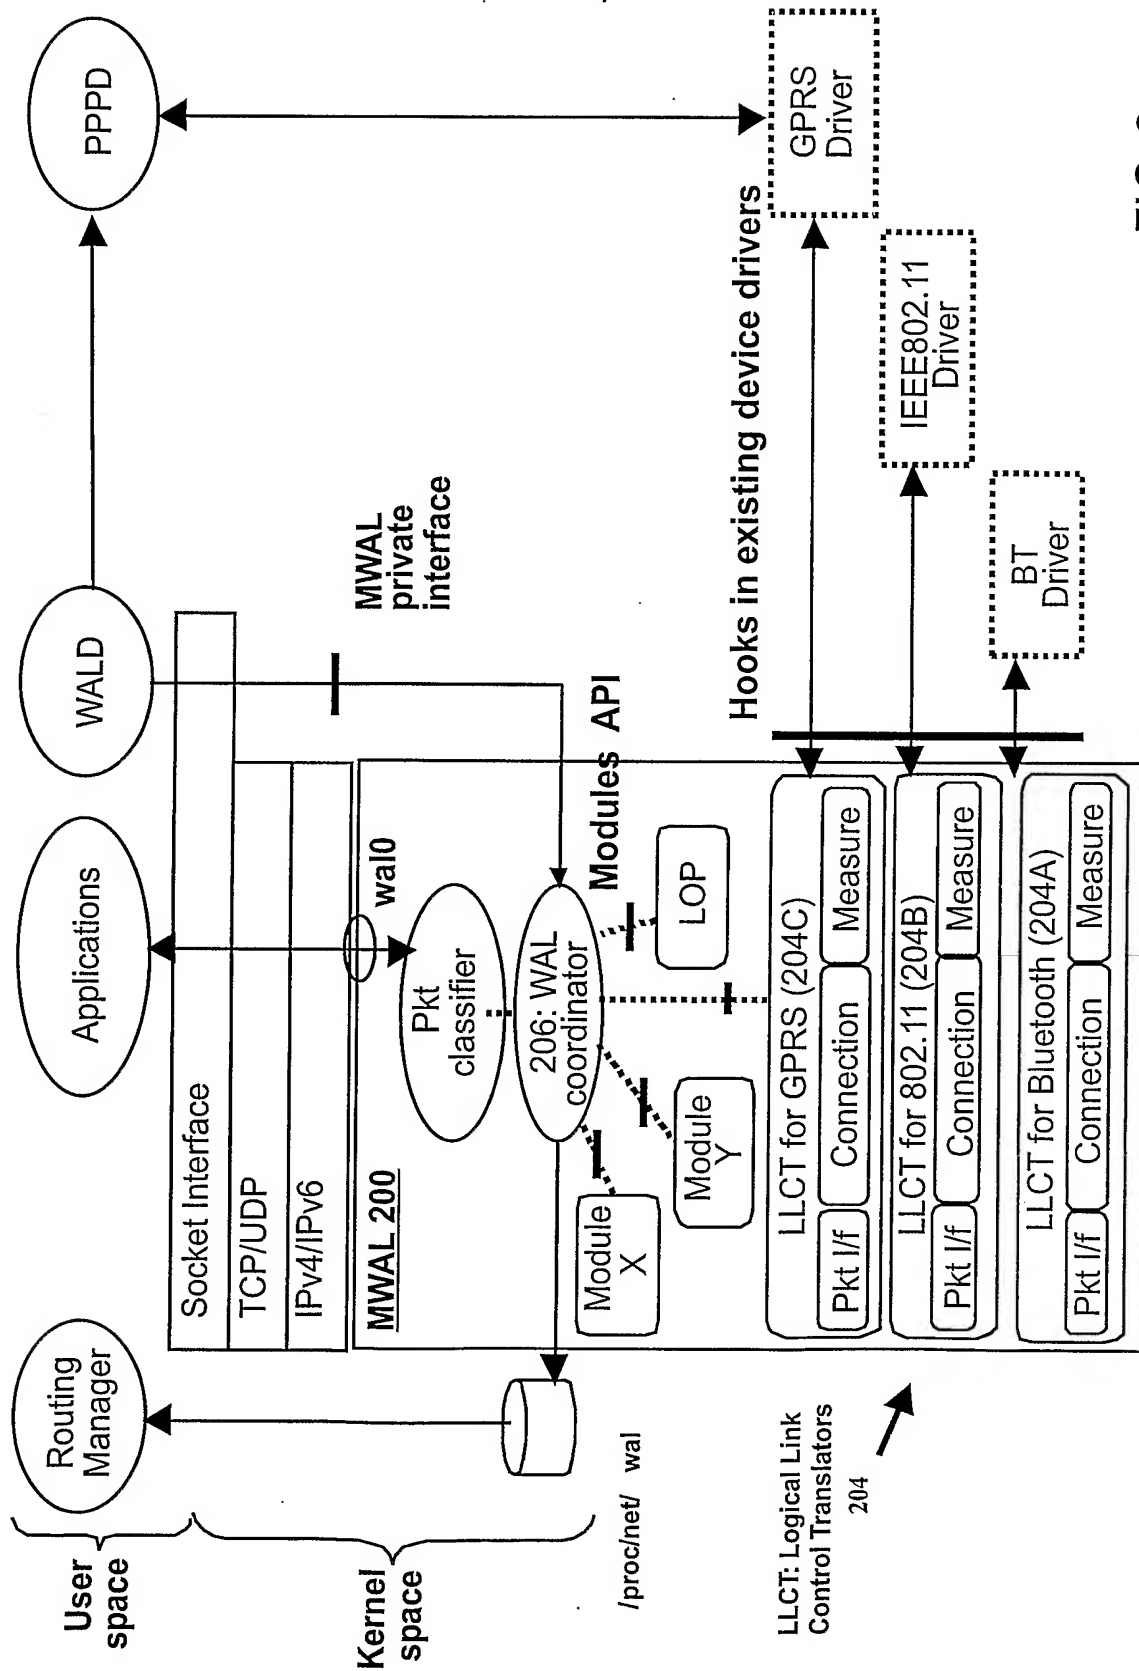 User
space
Kernel
space
Routing
Manager
Applications
WALD
PPPD
Socket Interface
TCP/UDP
IPv4/IPv6
MWAL 200
wal0
MWAL
private
interface
Pkt
classifier
206: WAL
coordinator
/proc/net/ wal
Module
X
Module
Y
LOP
Modules API
Hooks in existing device drivers
LLCT: Logical Link
Control Translators
204
LLCT for GPRS (204C)
Pkt I/f
Connection
Measure
GPRS
Driver
LLCT for 802.11 (204B)
Pkt I/f
Connection
Measure
IEEE802.11
Driver
LLCT for Bluetooth (204A)
Pkt I/f
Connection
Measure
BT
Driver